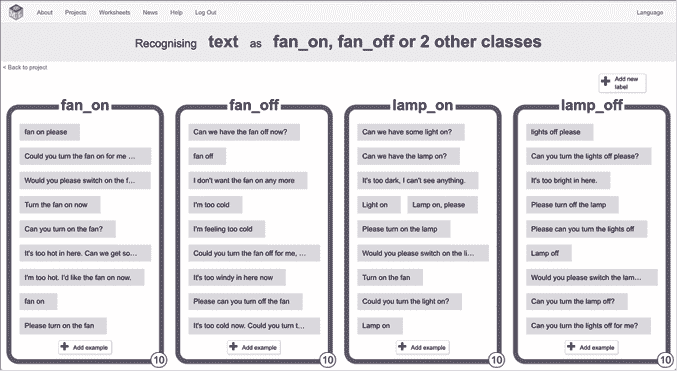 About Projects Worksheets News Help Log Out Language
Recognising text as fan_on, fan_off or 2 other classes
< Back to project
Add new label
fan_on
fan on please
Could you turn the fan on for me ...
Would you please switch on the f...
Turn the fan on now
Can you turn on the fan?
It's too hot in here. Can we get so...
I'm too hot. I'd like the fan on now.
fan on
Please turn on the fan
Add example
10
fan_off
Can we have the fan off now?
fan off
I don't want the fan on any more
I'm too cold
I'm feeling too cold
Could you turn the fan off for me, ...
It's too windy in here now
Please can you turn off the fan
It's too cold now. Could you turn t...
Add example
10
lamp_on
Can we have some light on?
Can we have the lamp on?
It's too dark, I can't see anything.
Light on Lamp on, please
Please turn on the lamp
Would you please switch on the li...
Turn on the fan
Could you turn the light on?
Lamp on
Add example
10
lamp_off
lights off please
Can you turn the lights off please?
It's too bright in here.
Please turn off the lamp
Please can you turn the lights off
Lamp off
Would you please switch the lam...
Can you turn the lamp off?
Can you turn the lights off for me?
Add example
10